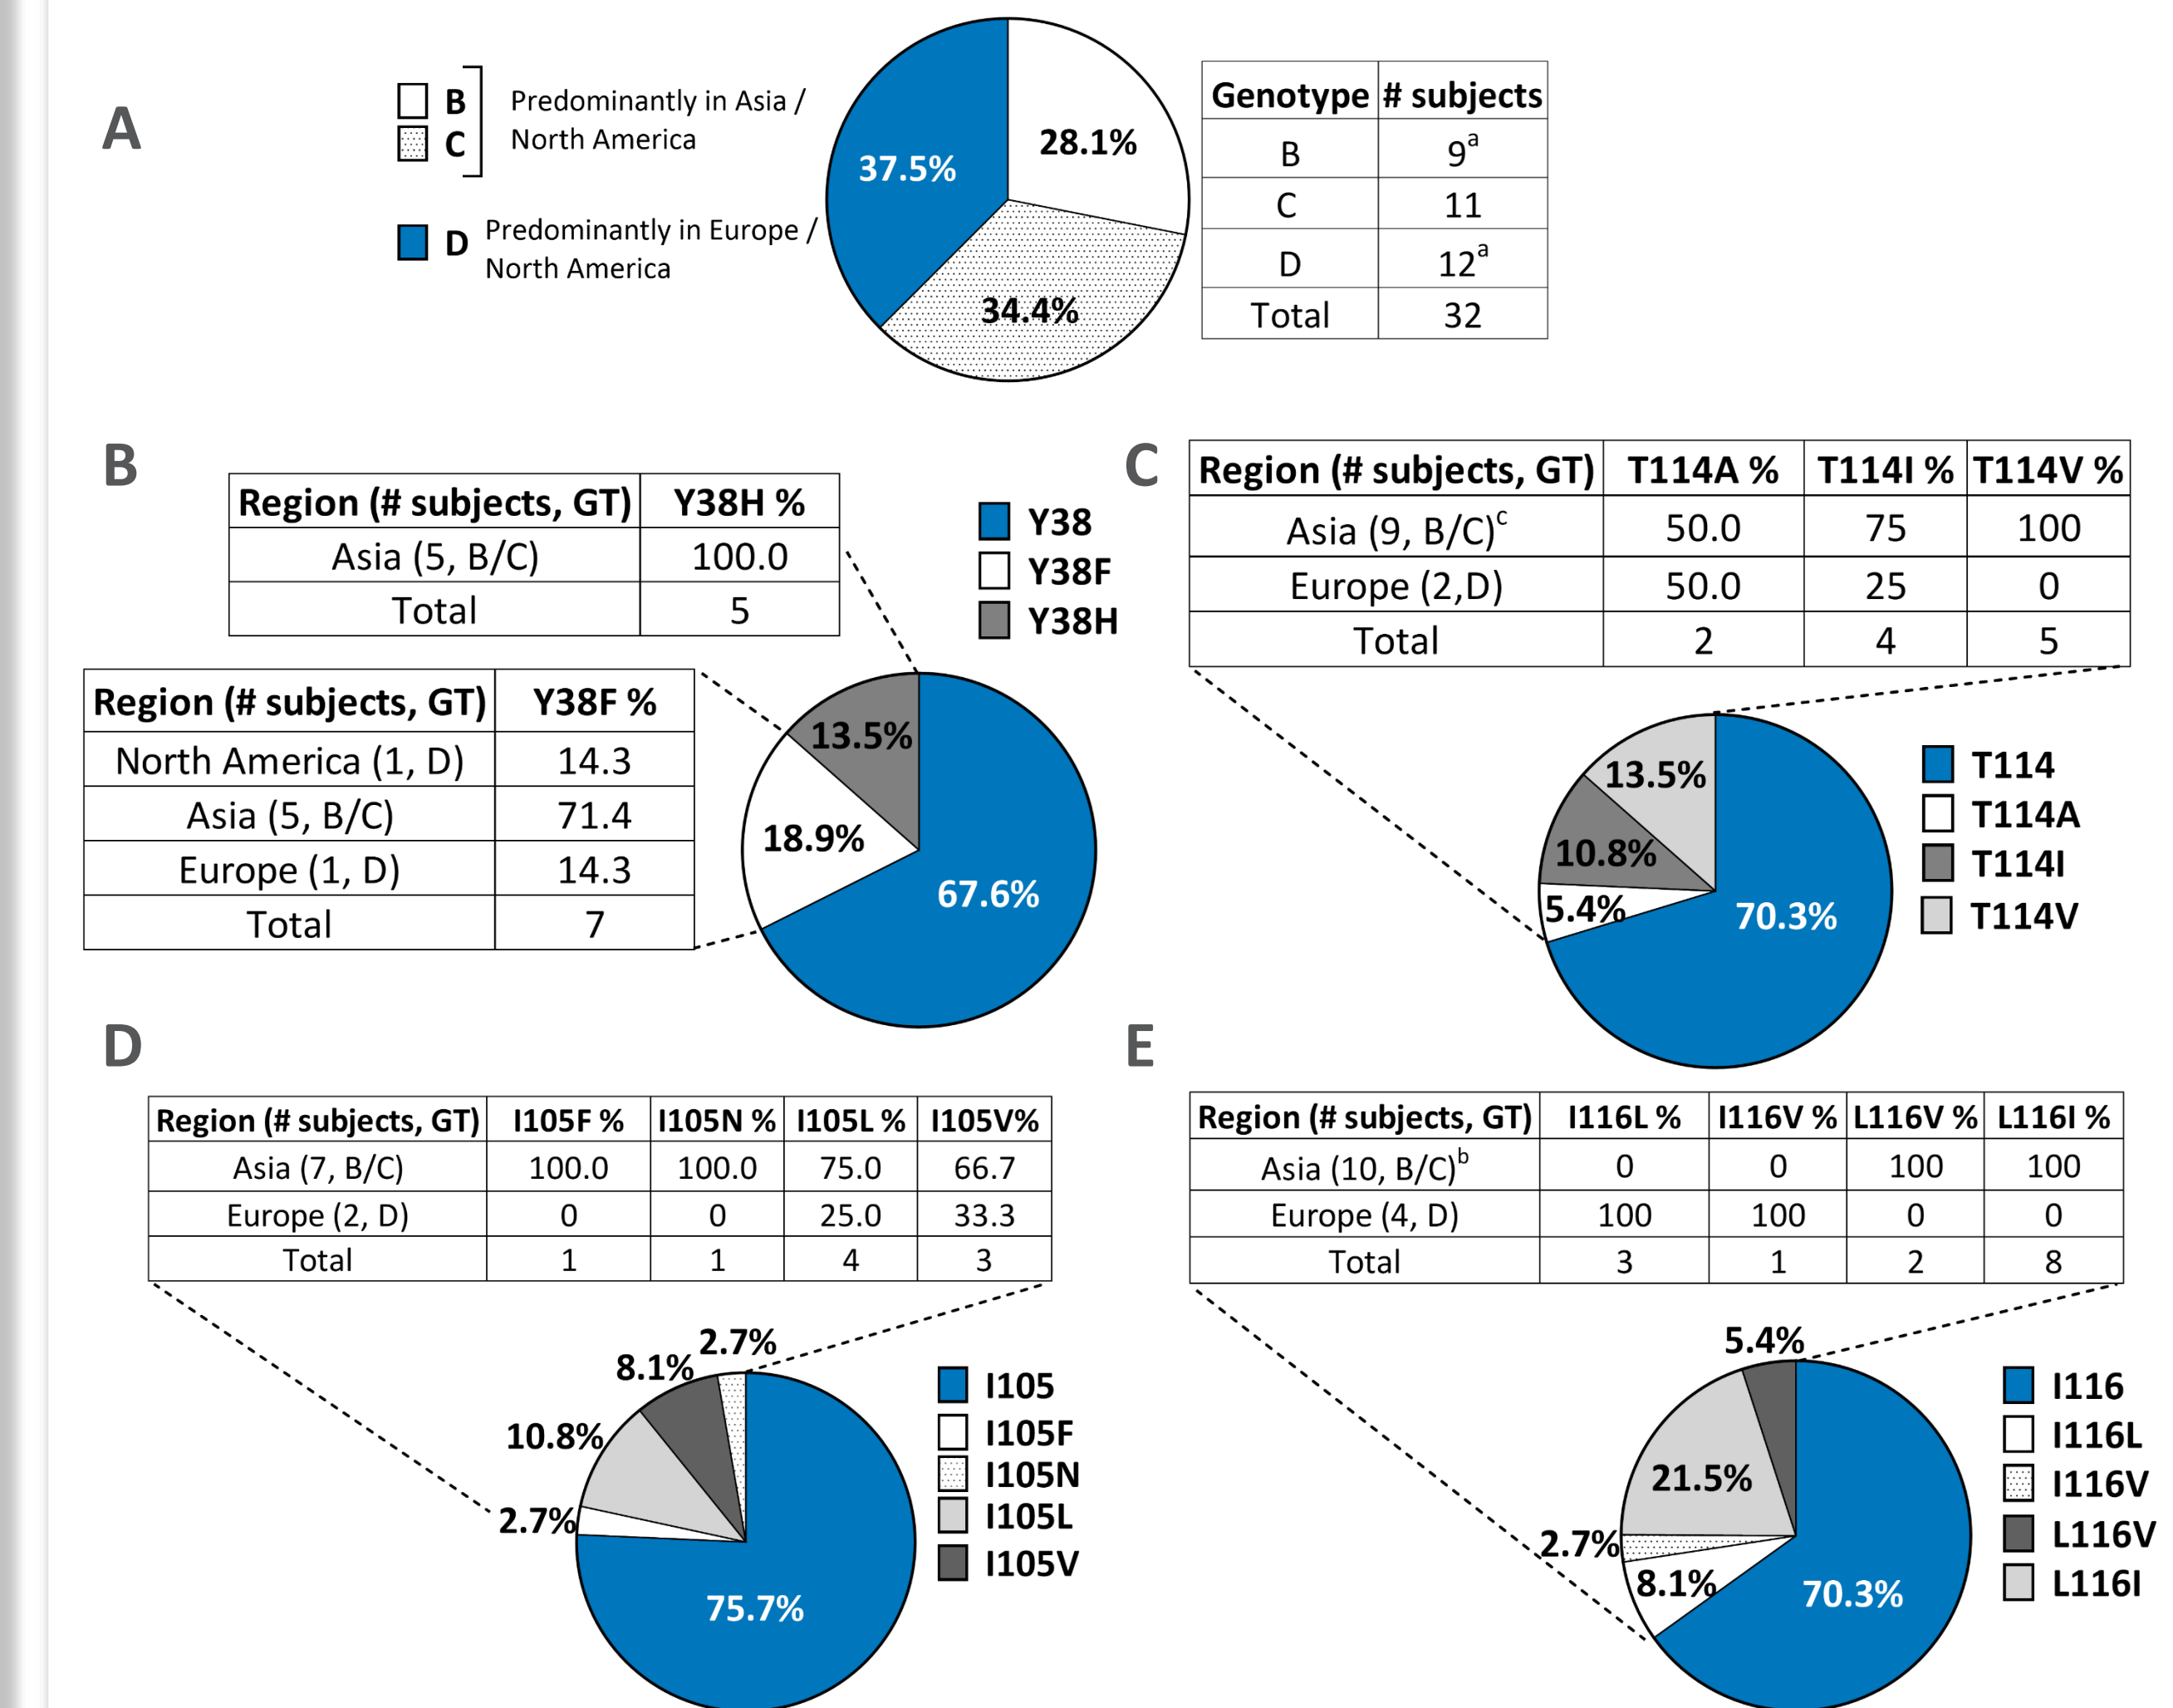 A
B
C
Predominantly in Asia /
North America
D
Predominantly in Europe /
North America
37.5%
28.1%
34.4%
Genotype # subjects
B 9a
C 11
D 12a
Total 32
B
Region (# subjects, GT) Y38H %
Asia (5, B/C) 100.0
Total 5
Y38
Y38F
Y38H
Region (# subjects, GT) Y38F %
North America (1, D) 14.3
Asia (5, B/C) 71.4
Europe (1, D) 14.3
Total 7
13.5%
18.9%
67.6%
C
Region (# subjects, GT) T114A % T114I % T114V %
Asia (9, B/C)c 50.0 75 100
Europe (2,D) 50.0 25 0
Total 2 4 5
13.5%
10.8%
5.4%
70.3%
T114
T114A
T114I
T114V
D
Region (# subjects, GT) I105F % I105N % I105L % I105V%
Asia (7, B/C) 100.0 100.0 75.0 66.7
Europe (2, D) 0 0 25.0 33.3
Total 1 1 4 3
2.7%
8.1%
10.8%
2.7%
75.7%
I105
I105F
I105N
I105L
I105V
E
Region (# subjects, GT) I116L % I116V % L116V % L116I %
Asia (10, B/C)b 0 0 100 100
Europe (4, D) 100 100 0 0
Total 3 1 2 8
5.4%
21.5%
2.7%
8.1%
70.3%
I116
I116L
I116V
L116V
L116I